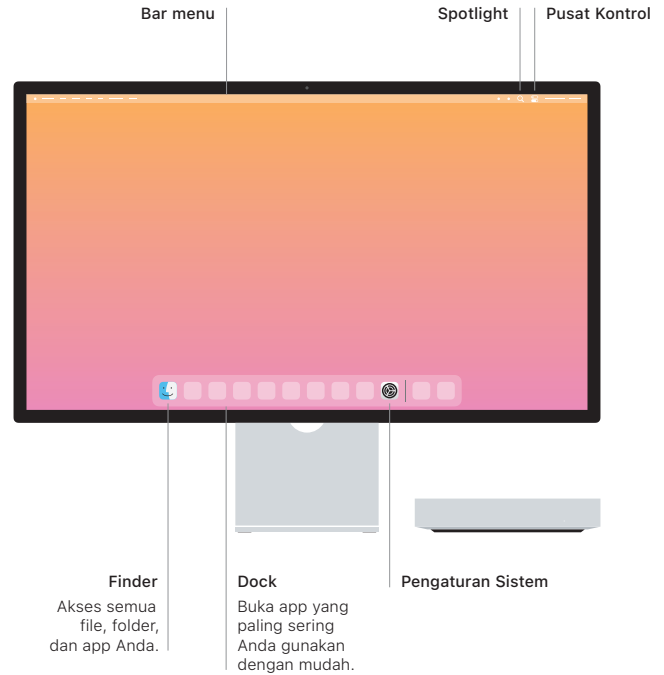 Bar menu
Spotlight
Pusat Kontrol
Finder
Akses semua
file, folder,
dan app Anda.
Dock
Buka app yang
paling sering
Anda gunakan
dengan mudah.
Pengaturan Sistem